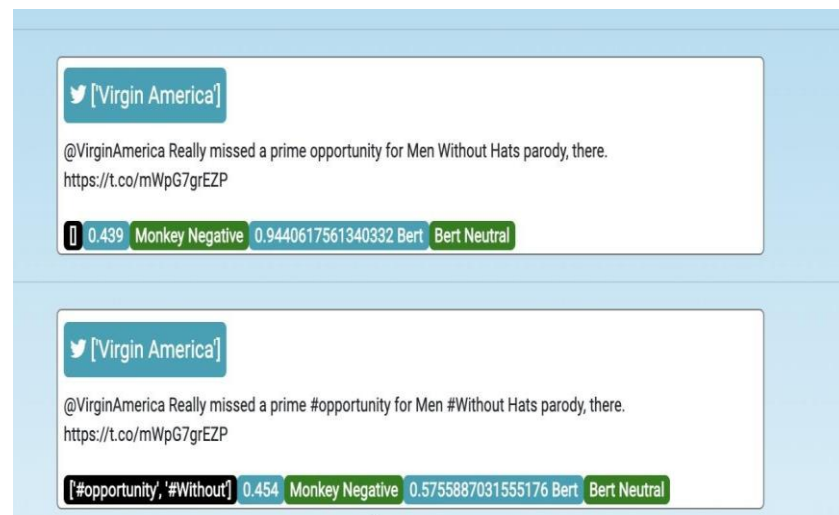 ['Virgin America']
@VirginAmerica Really missed a prime opportunity for Men Without Hats parody, there.
https://t.co/mWpG7grEZP
[] 0.439 Monkey Negative 0.9440617561340332 Bert Bert Neutral
['Virgin America']
@VirginAmerica Really missed a prime #opportunity for Men #Without Hats parody, there.
https://t.co/mWpG7grEZP
['#opportunity', '#Without'] 0.454 Monkey Negative 0.5755887031555176 Bert Bert Neutral